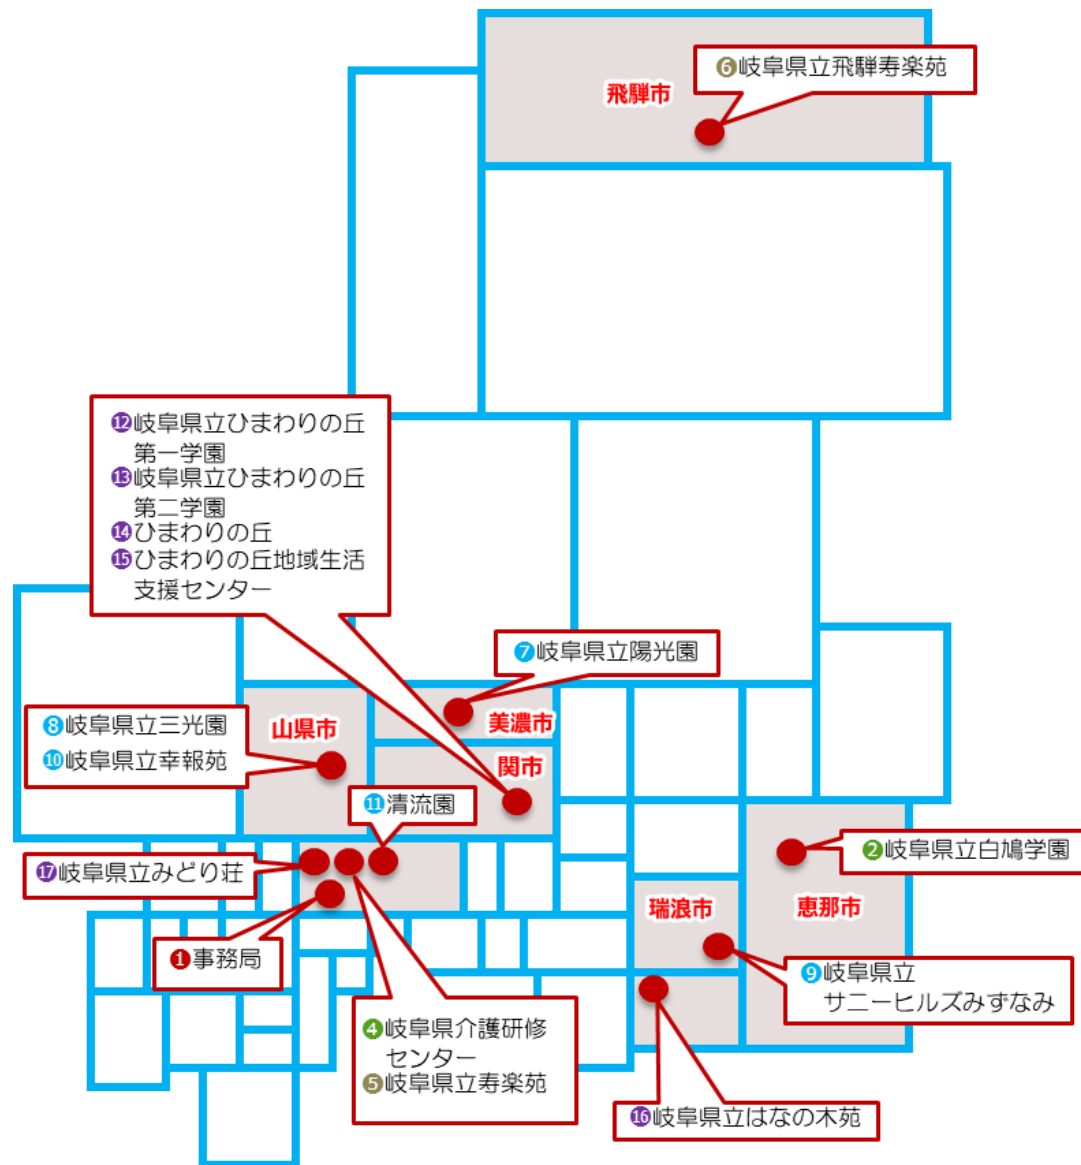 ❻岐阜県立飛騨寿楽苑
飛騨市
⓬岐阜県立ひまわりの丘
第一学園
⓭岐阜県立ひまわりの丘
第二学園
⓮ひまわりの丘
⓯ひまわりの丘地域生活
支援センター
❼岐阜県立陽光園
美濃市
❽岐阜県立三光園
❿岐阜県立幸報苑
山県市
関市
⓫清流園
❷岐阜県立白鳩学園
⓱岐阜県立みどり荘
瑞浪市
恵那市
❶事務局
❾岐阜県立
サニーヒルズみずなみ
❹岐阜県介護研修
センター
❺岐阜県立寿楽苑
⓰岐阜県立はなの木苑